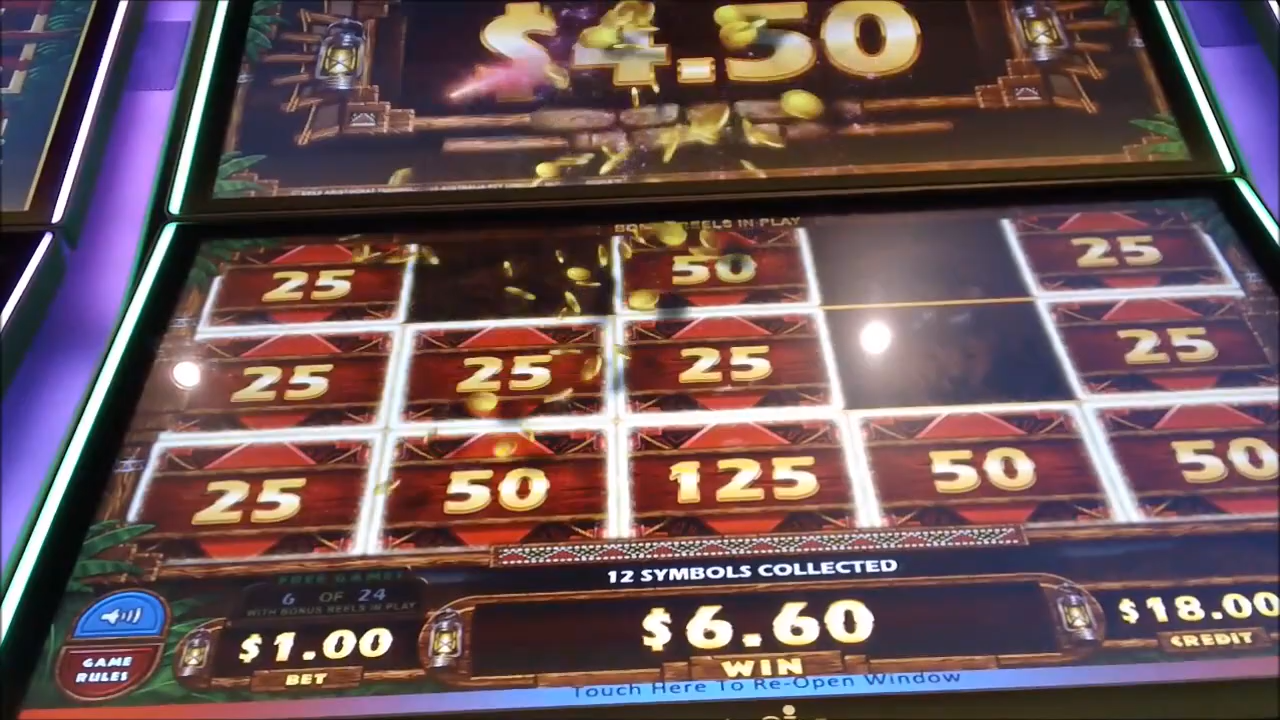 $4.50
BONUS REELS IN PLAY
25 50 25
25 25 25 25
25 50 125 50 50
12 SYMBOLS COLLECTED
FREE GAMES
6 OF 24
WITH BONUS REELS IN PLAY
GAME
RULES
$1.00
BET
$6.60
WIN
$18.00
CREDIT
Touch Here To Re-Open Window